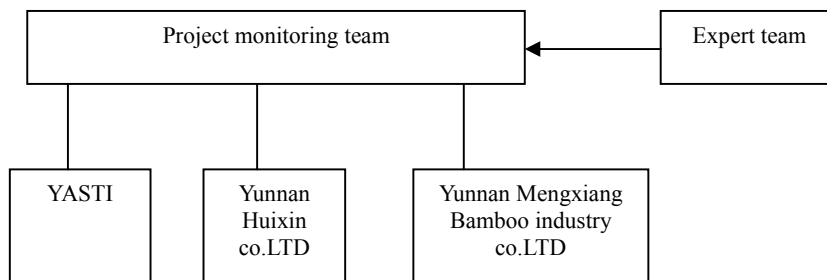 Project monitoring team
Expert team
YASTI
Yunnan
Huixin
co.LTD
Yunnan Mengxiang
Bamboo industry
co.LTD